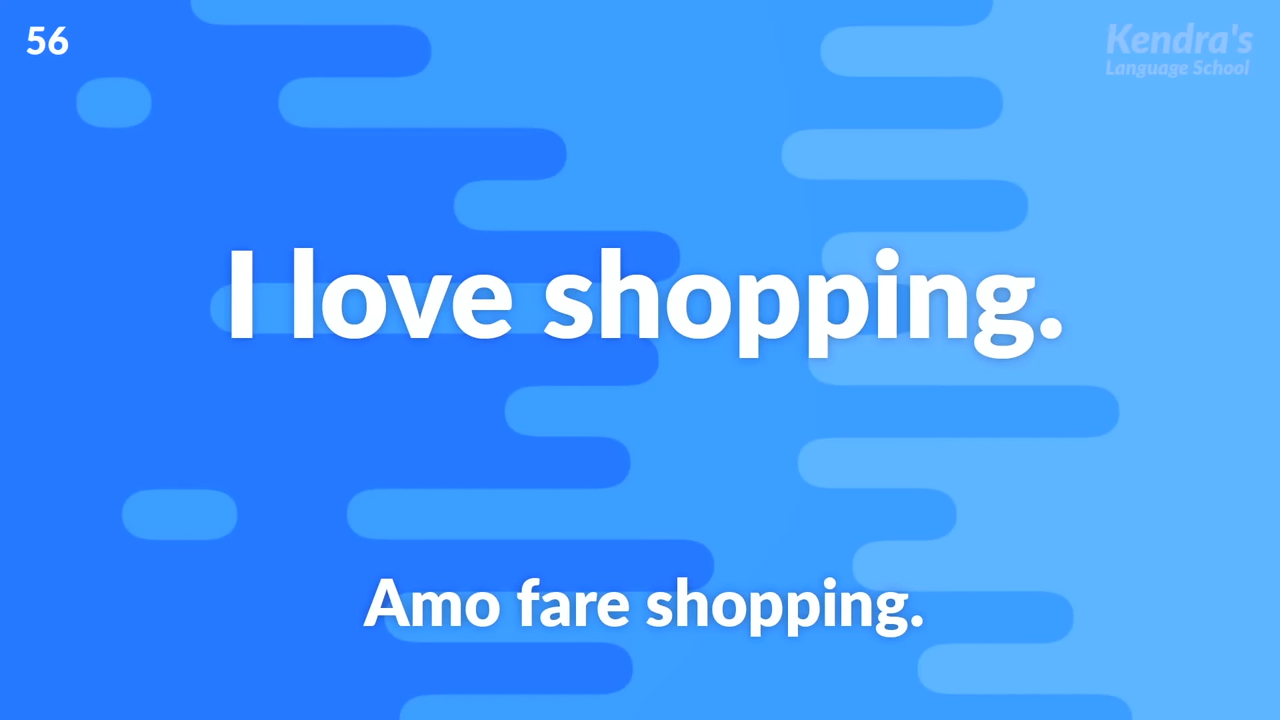 56
Kendra's
Language School
I love shopping.
Amo fare shopping.